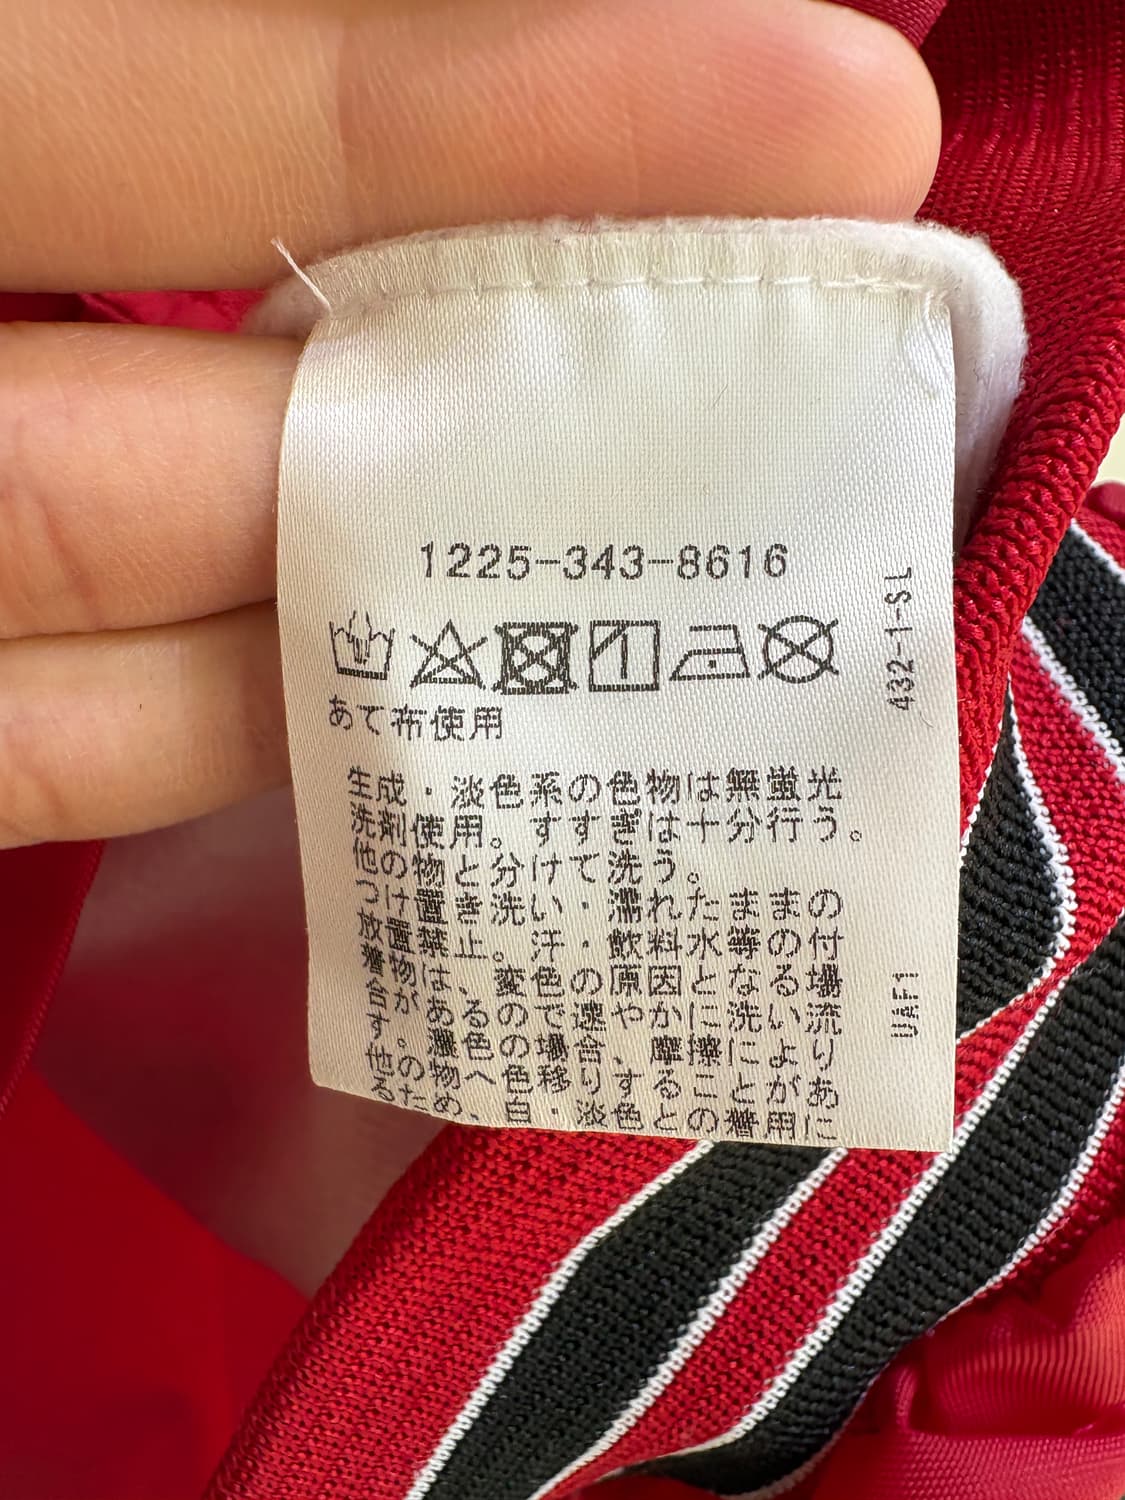 1225-343-8616
あて布使用
生成・淡色系の色物は無蛍光
洗剤使用。すすぎは十分行う。
他の物と分けて洗う。
つけ置き洗い・濡れたままの
放置禁止。汗・飲料水等の付
着物は、変色の原因となる場
合があるので速やかに洗い流
す。濃色の場合、摩擦により
他の物へ色移りすることがあ
るため、白・淡色との着用に
432-1-SL
UAF1